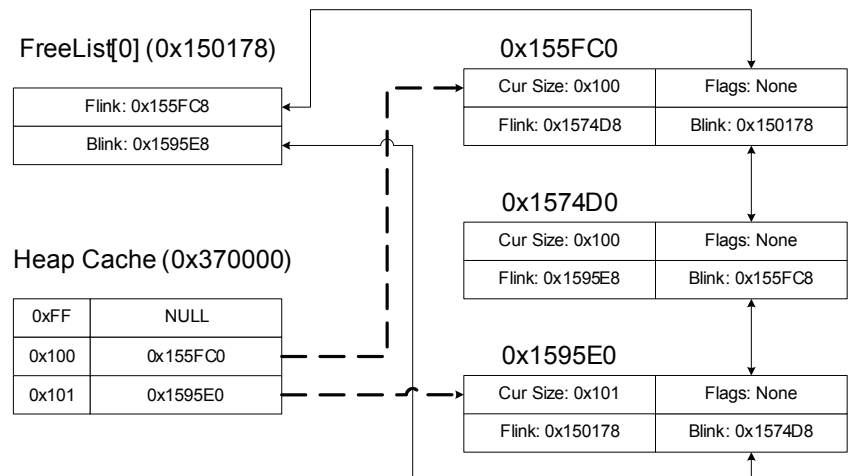 FreeList[0] (0x150178)
Flink: 0x155FC8
Blink: 0x1595E8
Heap Cache (0x370000)
0xFF NULL
0x100 0x155FC0
0x101 0x1595E0
0x155FC0
Cur Size: 0x100 Flags: None
Flink: 0x1574D8 Blink: 0x150178
0x1574D0
Cur Size: 0x100 Flags: None
Flink: 0x1595E8 Blink: 0x155FC8
0x1595E0
Cur Size: 0x101 Flags: None
Flink: 0x150178 Blink: 0x1574D8